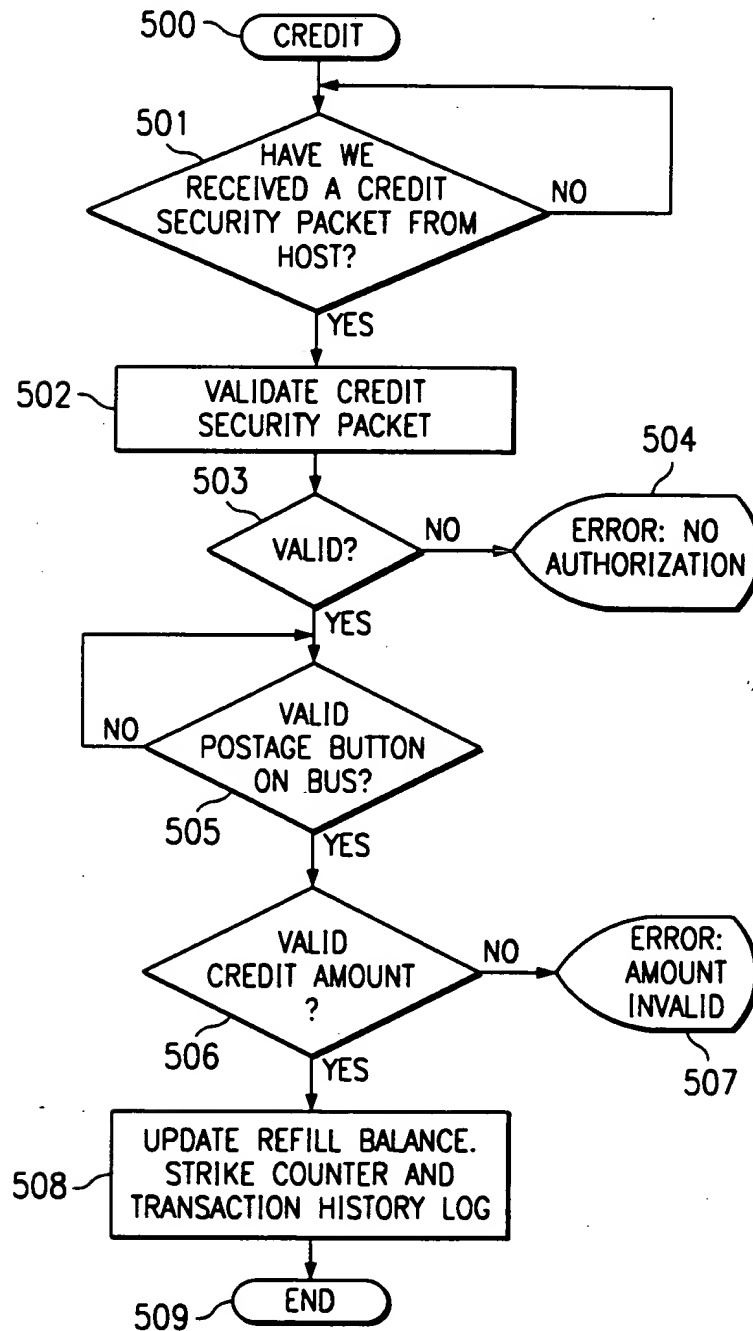 500
CREDIT
501
HAVE WE
RECEIVED A CREDIT
SECURITY PACKET FROM
HOST?
NO
YES
502
VALIDATE CREDIT
SECURITY PACKET
503
VALID?
NO
504
ERROR: NO
AUTHORIZATION
YES
NO
VALID
POSTAGE BUTTON
ON BUS?
505
YES
VALID
CREDIT AMOUNT
?
506
NO
ERROR:
AMOUNT
INVALID
507
YES
508
UPDATE REFILL BALANCE.
STRIKE COUNTER AND
TRANSACTION HISTORY LOG
509
END